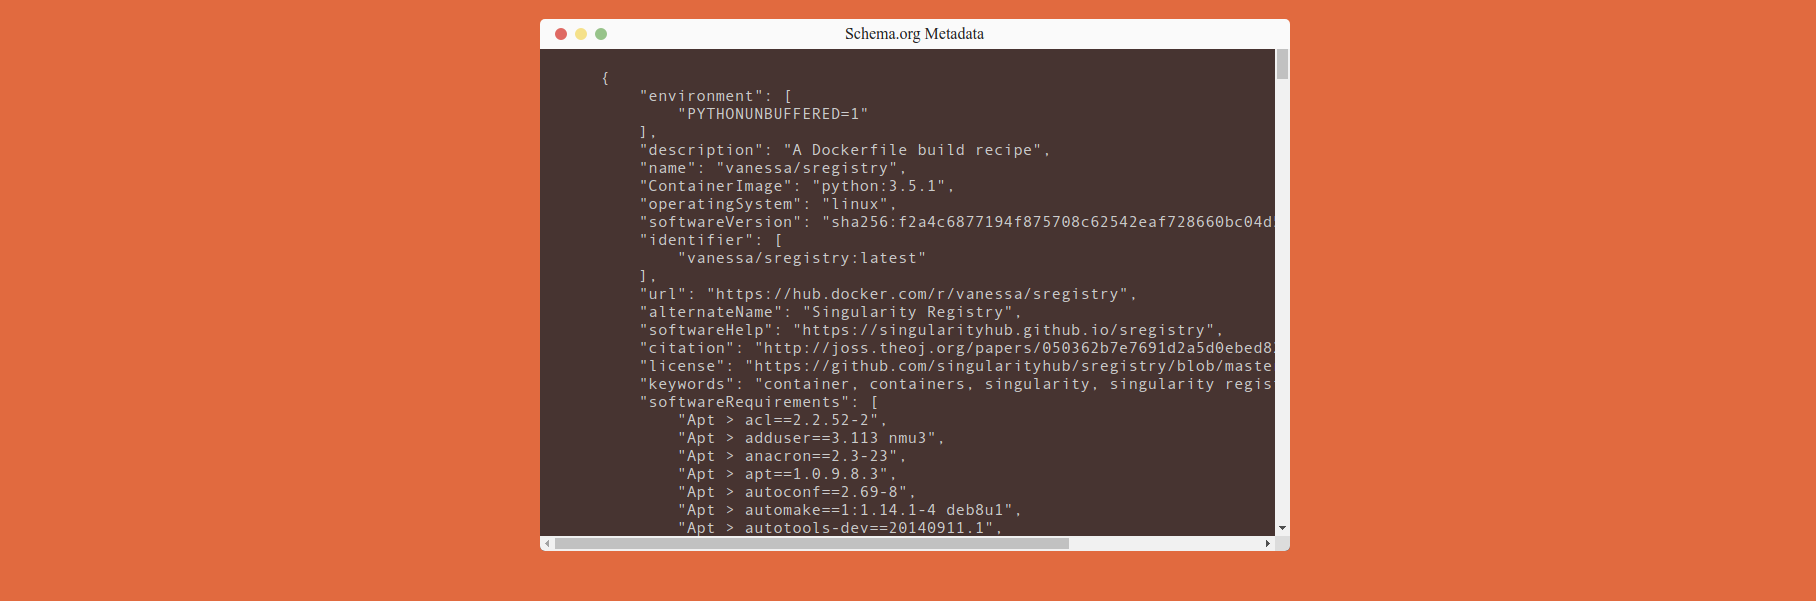 Schema.org Metadata
{
"environment": [
"PYTHONUNBUFFERED=1"
],
"description": "A Dockerfile build recipe",
"name": "vanessa/sregistry",
"ContainerImage": "python:3.5.1",
"operatingSystem": "linux",
"softwareVersion": "sha256:f2a4c6877194f875708c62542eaf728660bc04d
"identifier": [
"vanessa/sregistry:latest"
],
"url": "https://hub.docker.com/r/vanessa/sregistry",
"alternateName": "Singularity Registry",
"softwareHelp": "https://singularityhub.github.io/sregistry",
"citation": "http://joss.theoj.org/papers/050362b7e7691d2a5d0ebed8
"license": "https://github.com/singularityhub/sregistry/blob/maste
"keywords": "container, containers, singularity, singularity regis
"softwareRequirements": [
"Apt > acl==2.2.52-2",
"Apt > adduser==3.113 nmu3",
"Apt > anacron==2.3-23",
"Apt > apt==1.0.9.8.3",
"Apt > autoconf==2.69-8",
"Apt > automake==1:1.14.1-4 deb8u1",
"Apt > autotools-dev==20140911.1",